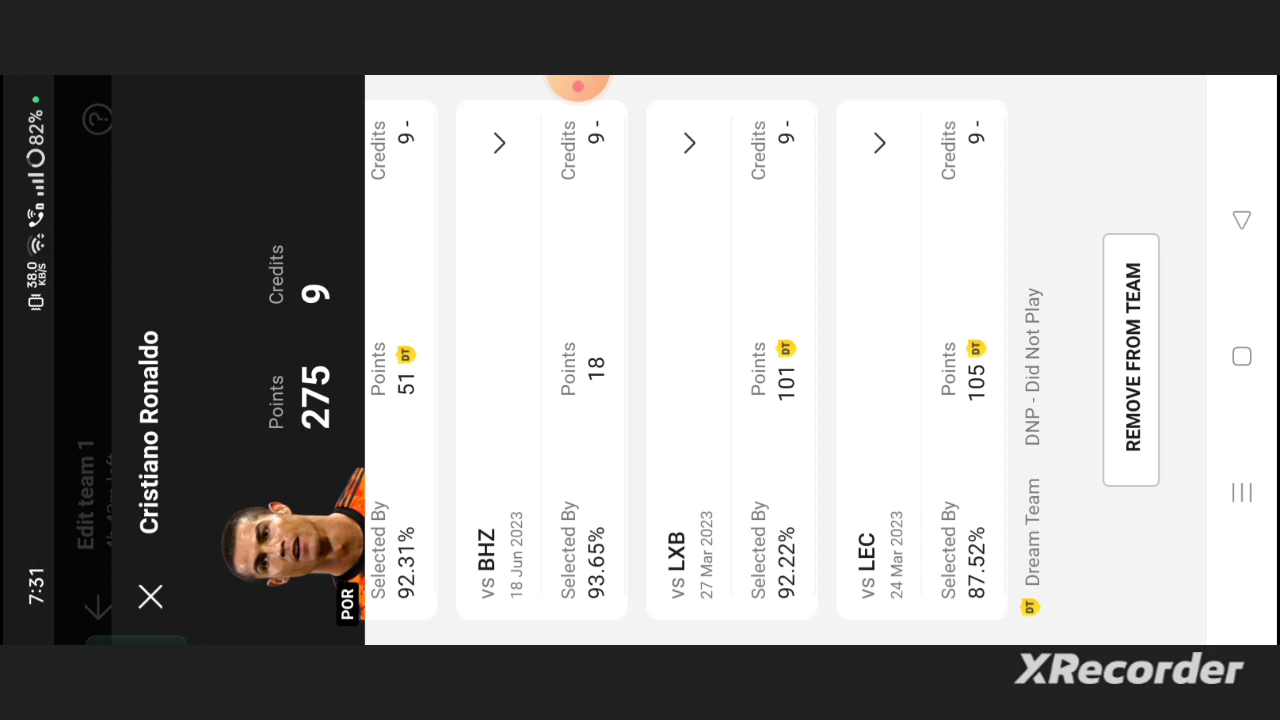 7:31
38.0 KB/S
82%
Edit team 1
Cristiano Ronaldo
Points Credits
275 9
POR
Selected By Points Credits
92.31% 51 DT 9 -
vs BHZ
18 Jun 2023
Selected By Points Credits
93.65% 18 9 -
vs LXB
27 Mar 2023
Selected By Points Credits
92.22% 101 DT 9 -
vs LEC
24 Mar 2023
Selected By Points Credits
87.52% 105 DT 9 -
DT Dream Team DNP - Did Not Play
REMOVE FROM TEAM
XRecorder